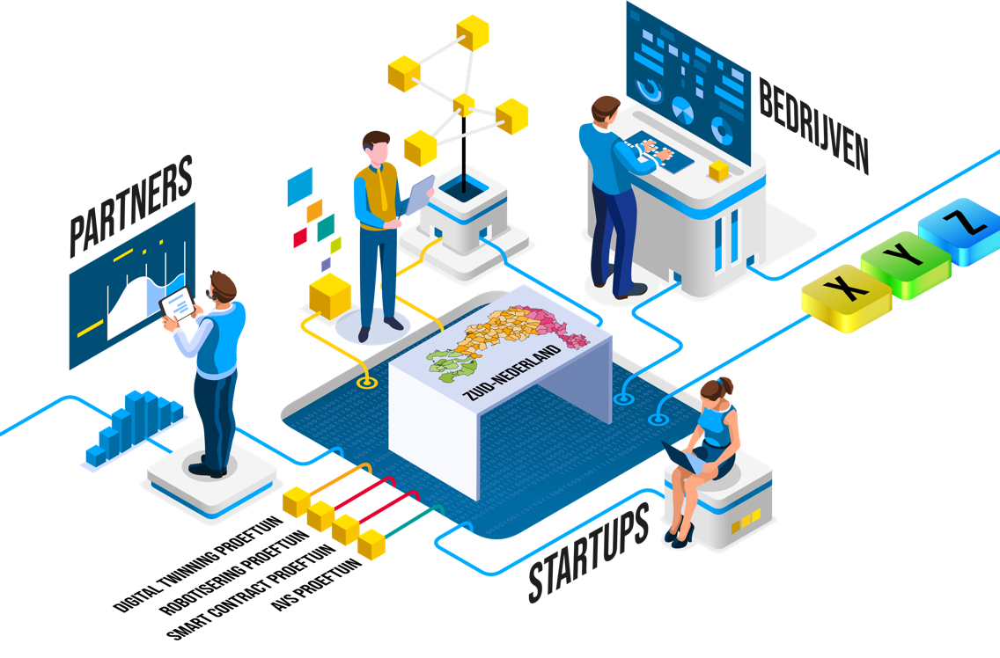 BEDRIJVEN
PARTNERS
X
Y
Z
ZUID-NEDERLAND
DIGITAL TWINNING PROEFTUIN
ROBOTISERING PROEFTUIN
SMART CONTRACT PROEFTUIN
AVS PROEFTUIN
STARTUPS